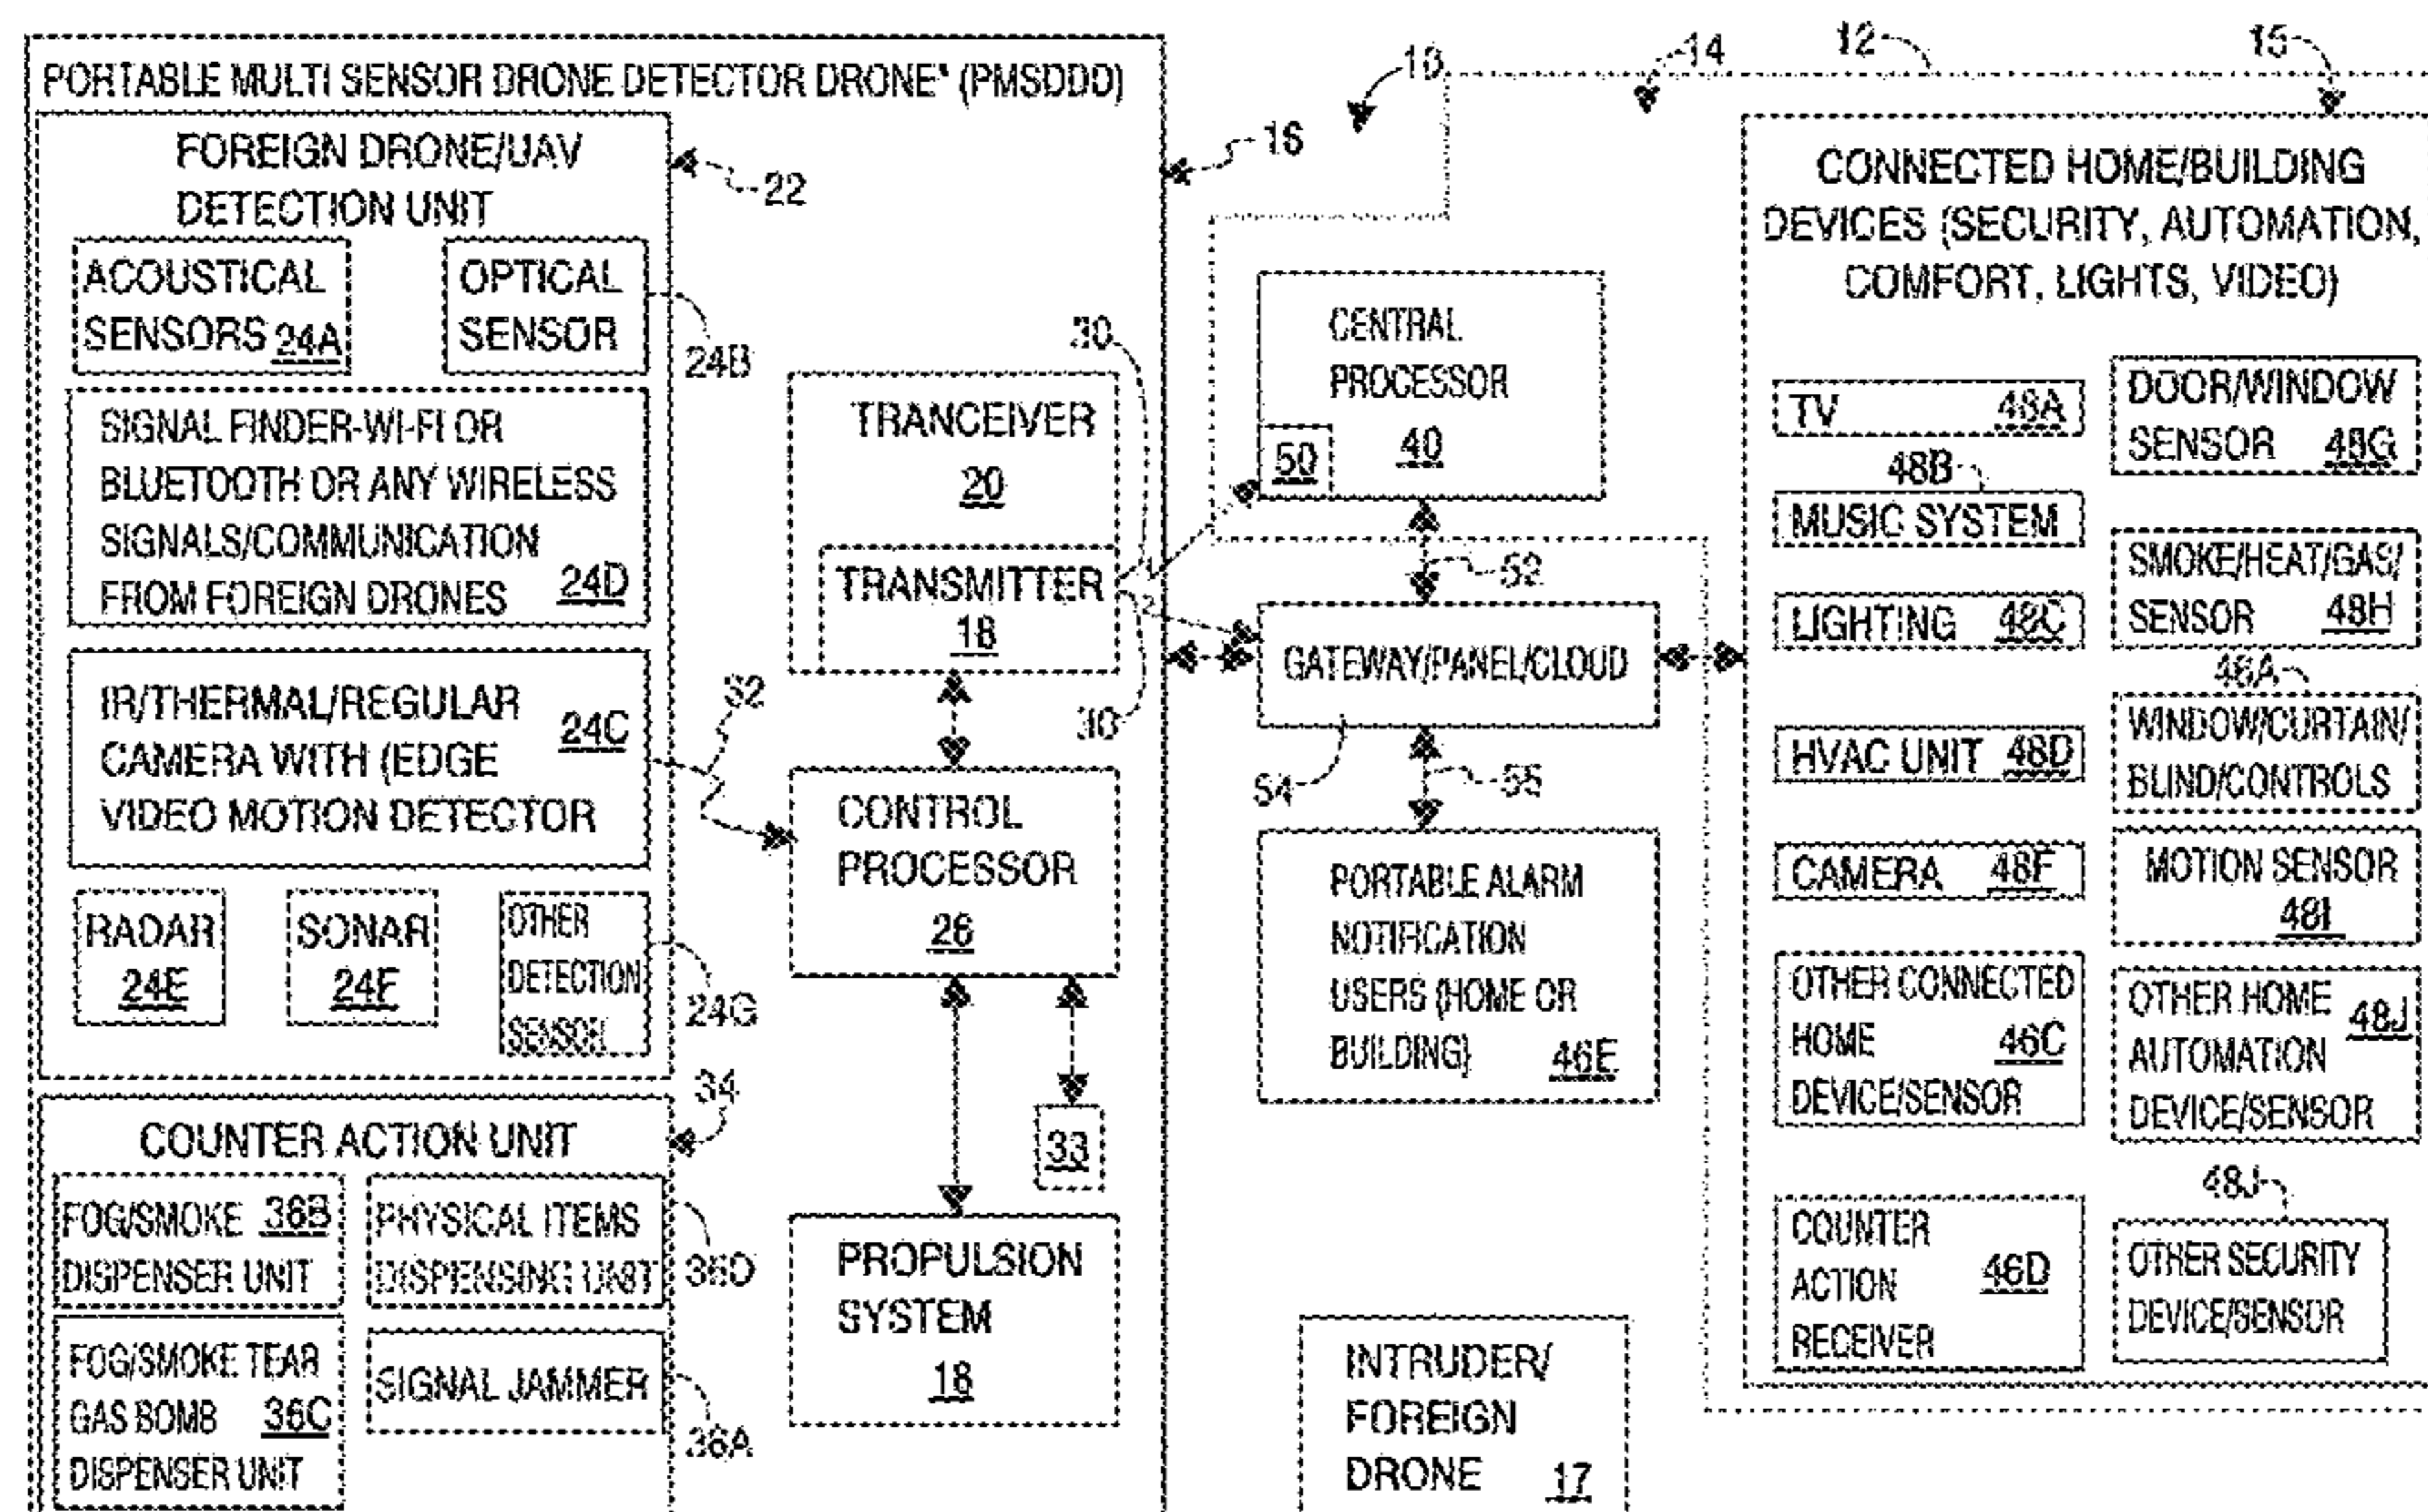 PORTABLE MULTI SENSOR DRONE DETECTOR DRONE" (PMSDDD)
FOREIGN DRONE/UAV
DETECTION UNIT
22
ACOUSTICAL
SENSORS 24A
OPTICAL
SENSOR
24B
SIGNAL FINDER-WI-FI OR
BLUETOOTH OR ANY WIRELESS
SIGNALS/COMMUNICATION
FROM FOREIGN DRONES 24D
IR/THERMAL/REGULAR
CAMERA WITH (EDGE
VIDEO MOTION DETECTOR
24C
32
RADAR
24E
SONAR
24F
OTHER
DETECTION
SENSOR
24G
COUNTER ACTION UNIT
34
FOG/SMOKE 36B
DISPENSER UNIT
PHYSICAL ITEMS
DISPENSING UNIT
36D
FOG/SMOKE TEAR
GAS BOMB 36C
DISPENSER UNIT
SIGNAL JAMMER
36A
TRANCEIVER
20
TRANSMITTER
18
30
30
CONTROL
PROCESSOR
26
33
PROPULSION
SYSTEM
18
16
10
14
12
15
CENTRAL
PROCESSOR
40
50
52
GATEWAY/PANEL/CLOUD
54
55
PORTABLE ALARM
NOTIFICATION
USERS (HOME OR
BUILDING) 46E
INTRUDER/
FOREIGN
DRONE 17
CONNECTED HOME/BUILDING
DEVICES (SECURITY, AUTOMATION,
COMFORT, LIGHTS, VIDEO)
TV 48A
48B
MUSIC SYSTEM
LIGHTING 48C
HVAC UNIT 48D
CAMERA 48F
OTHER CONNECTED
HOME 46C
DEVICE/SENSOR
COUNTER
ACTION 46D
RECEIVER
DOOR/WINDOW
SENSOR 48G
SMOKE/HEAT/GAS/
SENSOR 48H
46A
WINDOW/CURTAIN/
BLIND/CONTROLS
MOTION SENSOR
48I
OTHER HOME 48J
AUTOMATION
DEVICE/SENSOR
48J
OTHER SECURITY
DEVICE/SENSOR